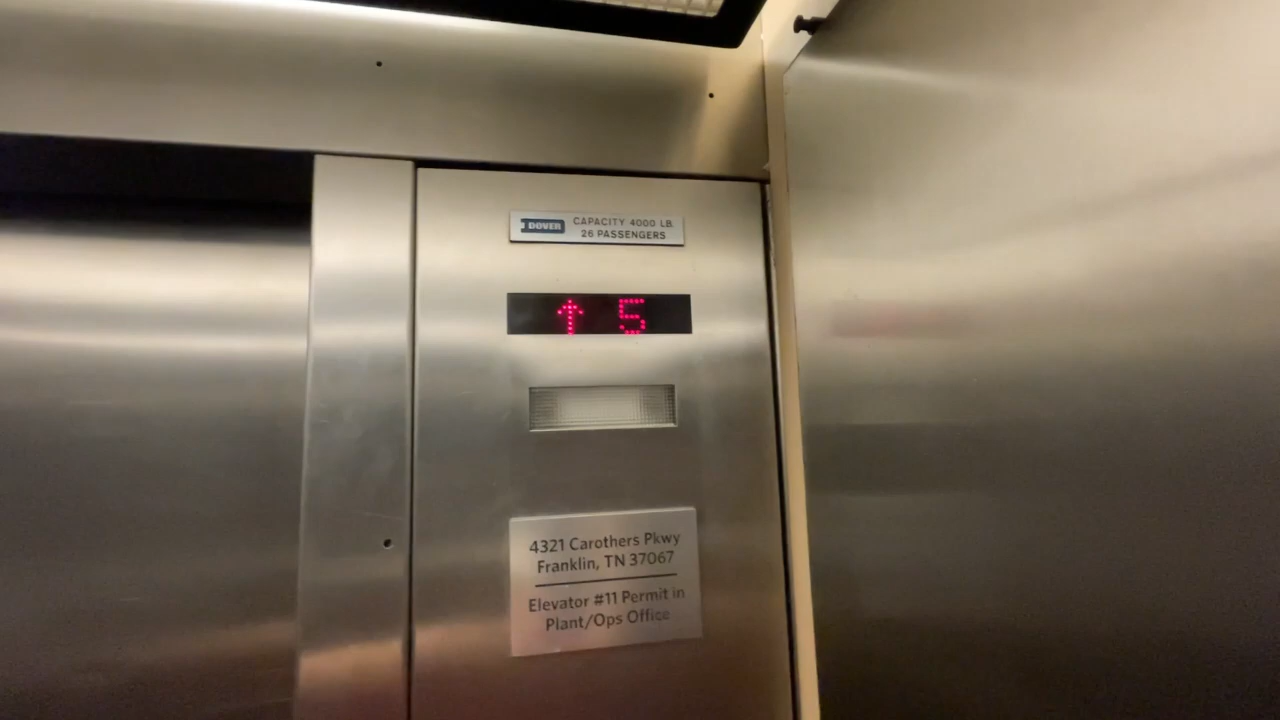 DOVER
CAPACITY 4000 LB.
26 PASSENGERS
↑ 5
4321 Carothers Pkwy
Franklin, TN 37067
Elevator #11 Permit in
Plant/Ops Office